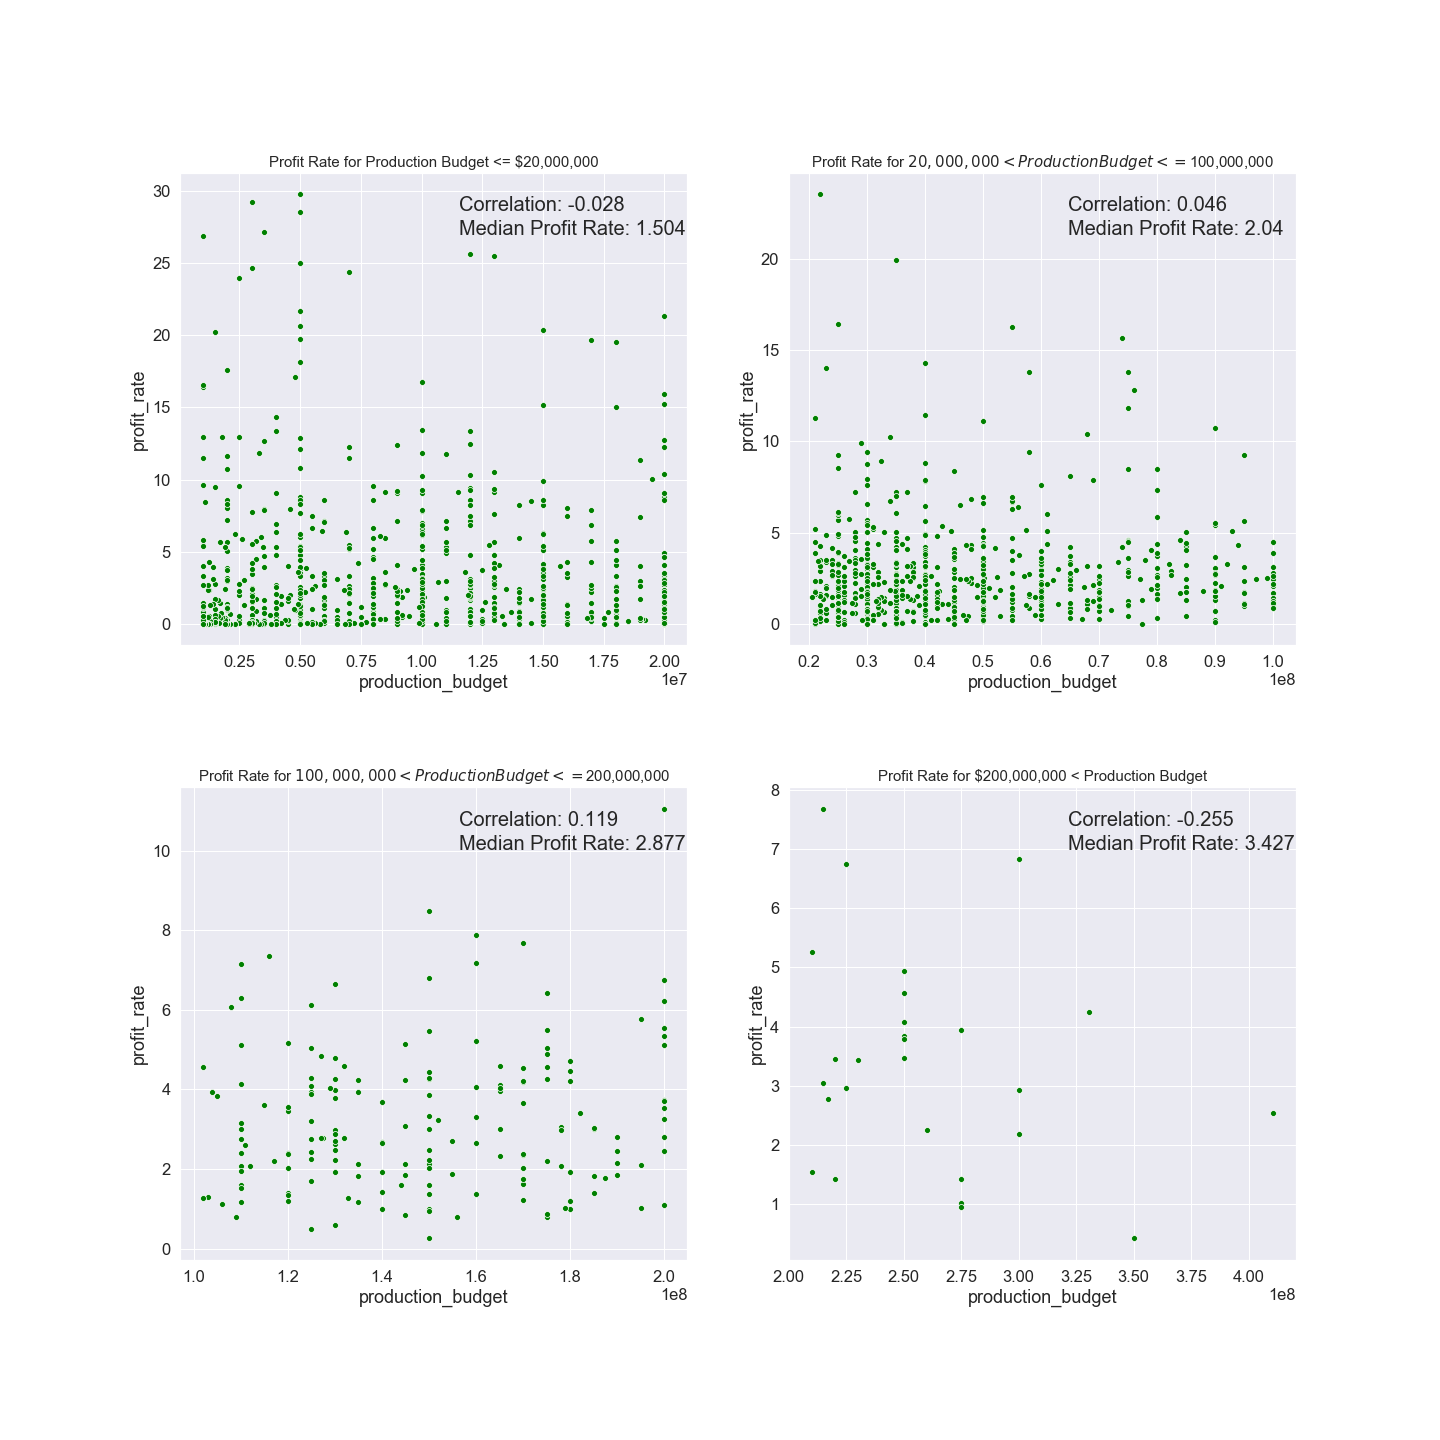 Profit Rate for Production Budget <= $20,000,000
Correlation: -0.028
Median Profit Rate: 1.504
profit_rate
30
25
20
15
10
5
0
0.25 0.50 0.75 1.00 1.25 1.50 1.75 2.00
1e7
production_budget
Profit Rate for 20,000,000<ProductionBudget<=100,000,000
Correlation: 0.046
Median Profit Rate: 2.04
profit_rate
20
15
10
5
0
0.2 0.3 0.4 0.5 0.6 0.7 0.8 0.9 1.0
1e8
production_budget
Profit Rate for 100,000,000<ProductionBudget<=200,000,000
Correlation: 0.119
Median Profit Rate: 2.877
profit_rate
10
8
6
4
2
0
1.0 1.2 1.4 1.6 1.8 2.0
1e8
production_budget
Profit Rate for $200,000,000 < Production Budget
Correlation: -0.255
Median Profit Rate: 3.427
profit_rate
8
7
6
5
4
3
2
1
2.00 2.25 2.50 2.75 3.00 3.25 3.50 3.75 4.00
1e8
production_budget